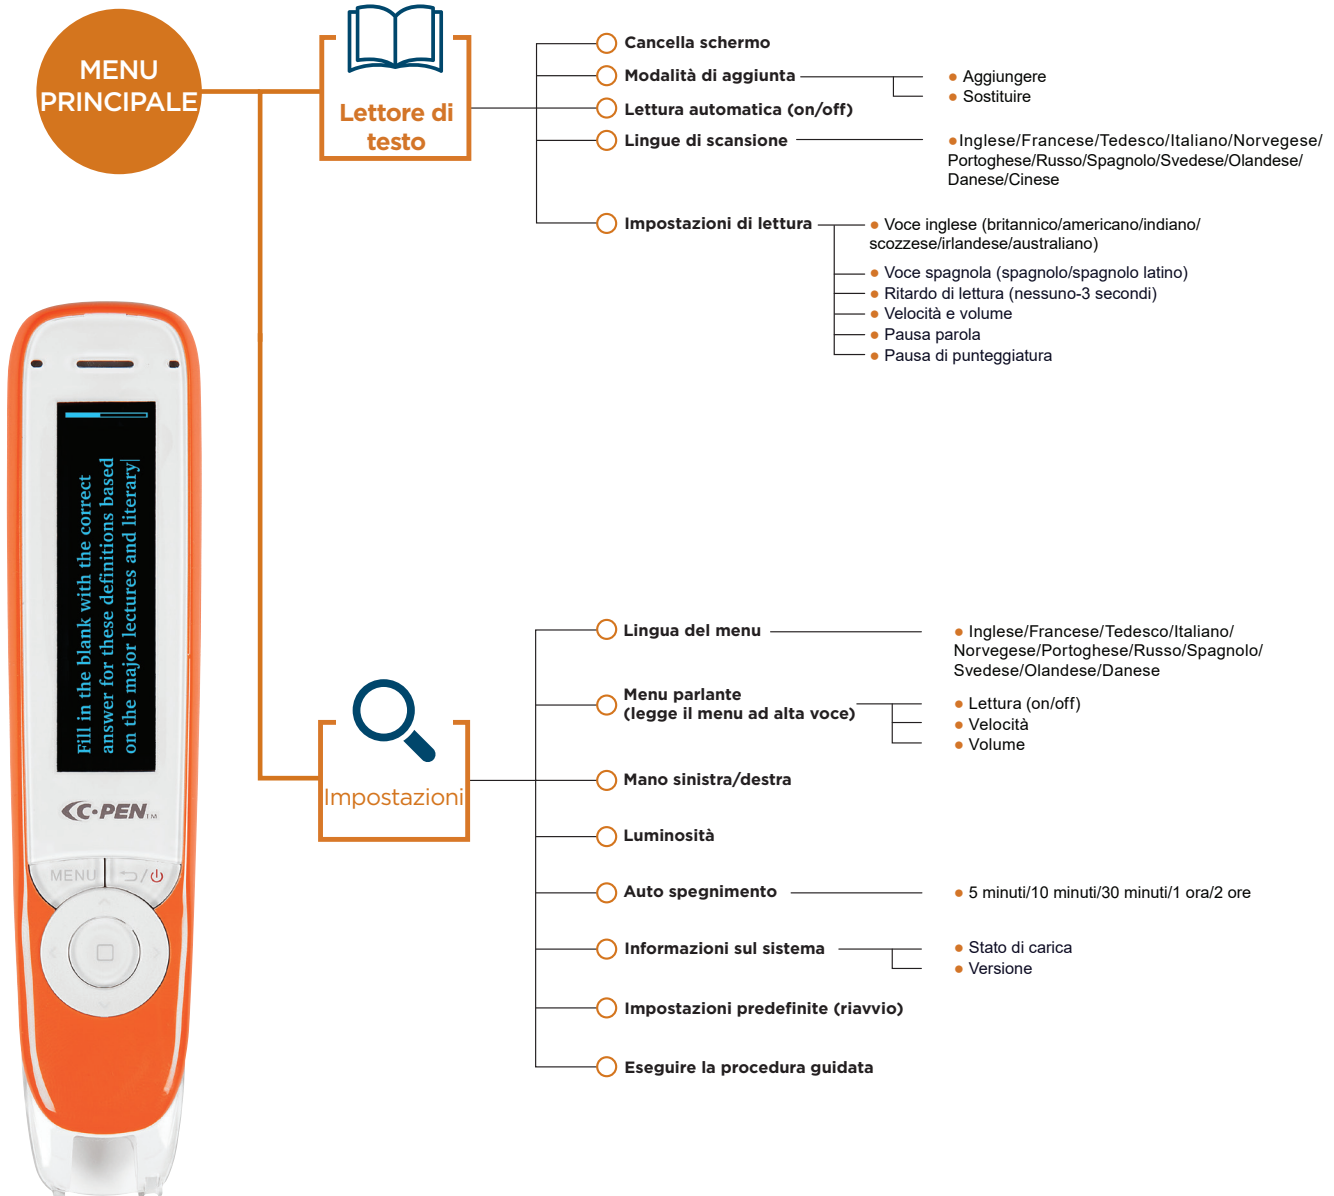 MENU
PRINCIPALE
Lettore di
testo
Cancella schermo
Modalità di aggiunta
Aggiungere
Sostituire
Lettura automatica (on/off)
Lingue di scansione
Inglese/Francese/Tedesco/Italiano/Norvegese/
Portoghese/Russo/Spagnolo/Svedese/Olandese/
Danese/Cinese
Impostazioni di lettura
Voce inglese (britannico/americano/indiano/
scozzese/irlandese/australiano)
Voce spagnola (spagnolo/spagnolo latino)
Ritardo di lettura (nessuno-3 secondi)
Velocità e volume
Pausa parola
Pausa di punteggiatura
Fill in the blank with the correct
answer for these definitions based
on the major lectures and literary
C·PEN TM
MENU
Impostazioni
Lingua del menu
Inglese/Francese/Tedesco/Italiano/
Norvegese/Portoghese/Russo/Spagnolo/
Svedese/Olandese/Danese
Menu parlante
(legge il menu ad alta voce)
Lettura (on/off)
Velocità
Volume
Mano sinistra/destra
Luminosità
Auto spegnimento
5 minuti/10 minuti/30 minuti/1 ora/2 ore
Informazioni sul sistema
Stato di carica
Versione
Impostazioni predefinite (riavvio)
Eseguire la procedura guidata